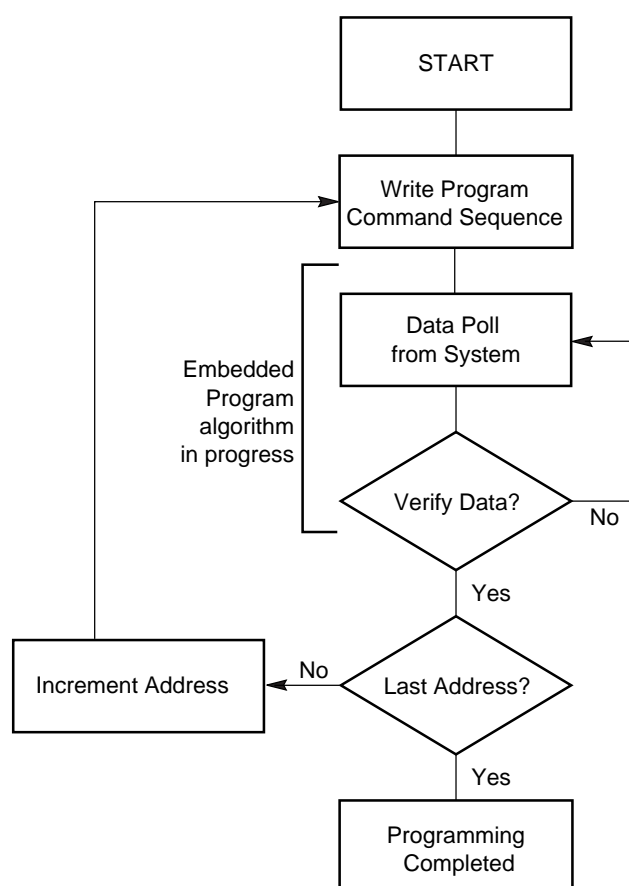 START
Write Program
Command Sequence
Data Poll
from System
Embedded
Program
algorithm
in progress
Verify Data?
No
Yes
Increment Address
No
Last Address?
Yes
Programming
Completed